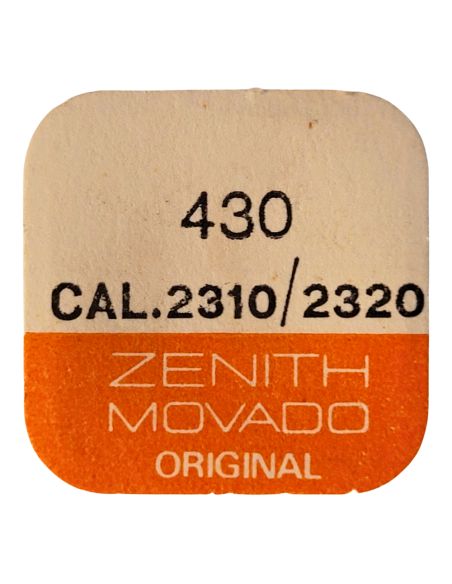 430
CAL.2310/2320
ZENITH
MOVADO
ORIGINAL